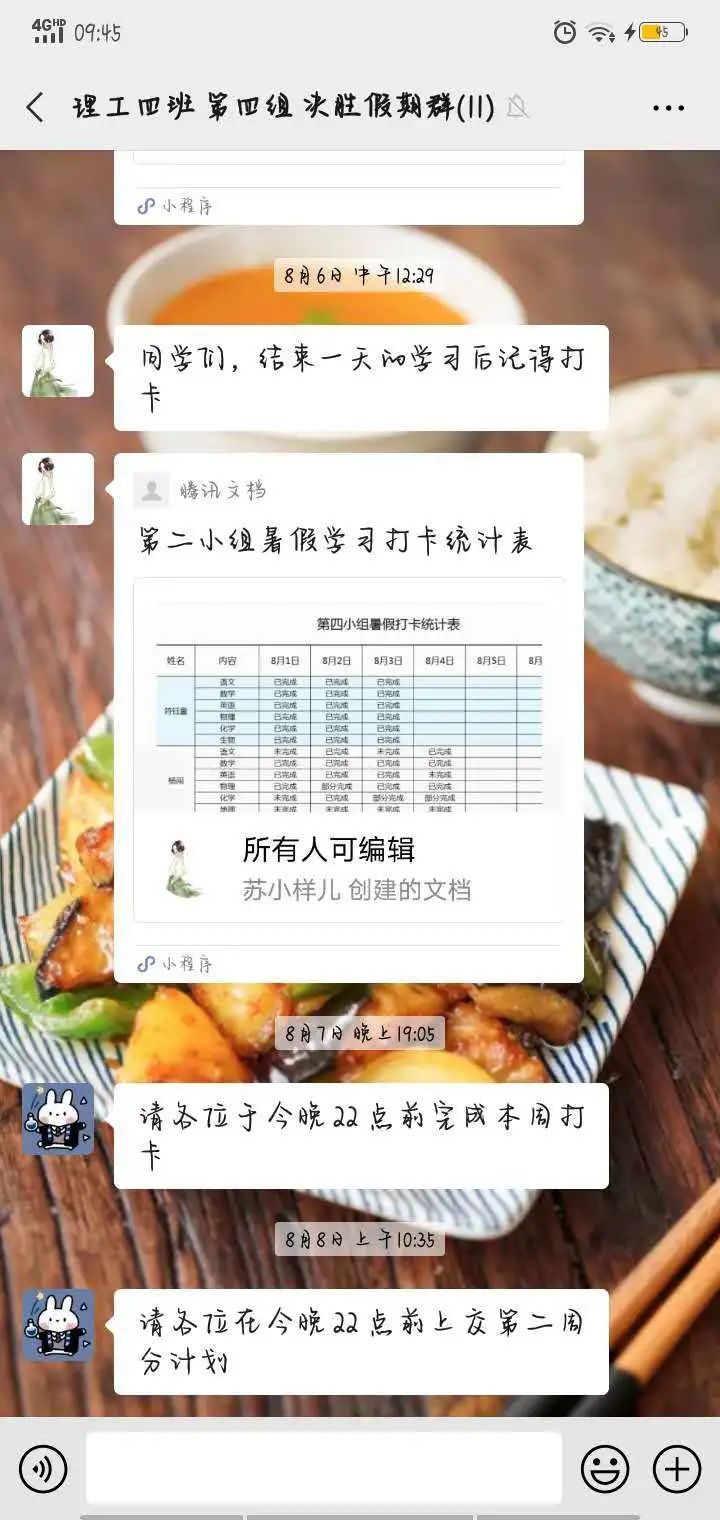 4G HD 09:45 45
理工四班 第四组 决胜假期群(11)
小程序
8月6日 中午12:29
同学们，结束一天的学习后记得打
卡
腾讯文档
第二小组暑假学习打卡统计表
第四小组暑假打卡统计表
姓名 内容 8月1日 8月2日 8月3日 8月4日 8月5日 8月
语文 已完成 已完成 已完成
数学 已完成 已完成 已完成
英语 已完成 已完成 已完成
物理 已完成 已完成 已完成
化学 已完成 已完成 已完成
生物 已完成 已完成 已完成
语文 未完成 已完成 未完成 已完成
数学 已完成 已完成 已完成 已完成
英语 已完成 已完成 已完成 未完成
物理 已完成 部分完成 已完成 已完成
化学 未完成 已完成 部分完成 部分完成
所有人可编辑
苏小样儿 创建的文档
小程序
8月7日 晚上19:05
请各位于今晚22点前完成本周打
卡
8月8日 上午10:35
请各位在今晚22点前上交第二周
分计划